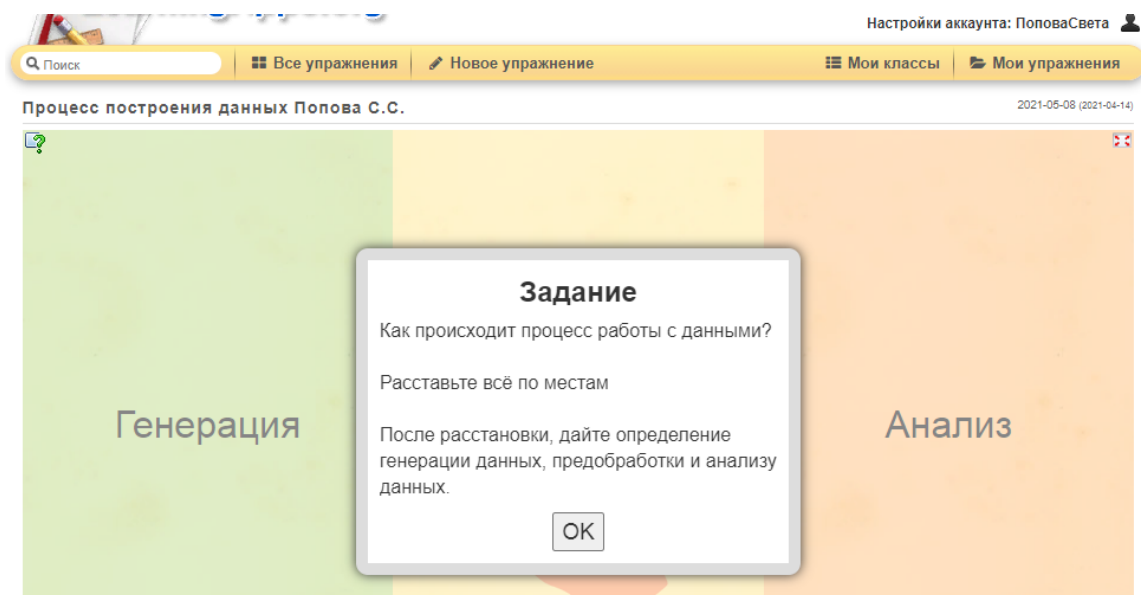 Настройки аккаунта: ПоповаСвета
Поиск
Все упражнения
Новое упражнение
Мои классы
Мои упражнения
Процесс построения данных Попова С.С.
2021-05-08 (2021-04-14)
Задание
Как происходит процесс работы с данными?
Расставьте всё по местам
После расстановки, дайте определение
генерации данных, предобработки и анализу
данных.
OK
Генерация
Анализ